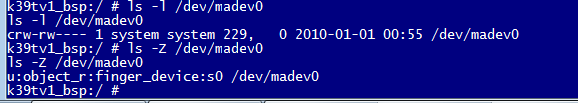 k39tv1_bsp:/ # ls -l /dev/madev0
ls -l /dev/madev0
crw-rw---- 1 system system 229,   0 2010-01-01 00:55 /dev/madev0
k39tv1_bsp:/ # ls -Z /dev/madev0
ls -Z /dev/madev0
u:object_r:finger_device:s0 /dev/madev0
k39tv1_bsp:/ #